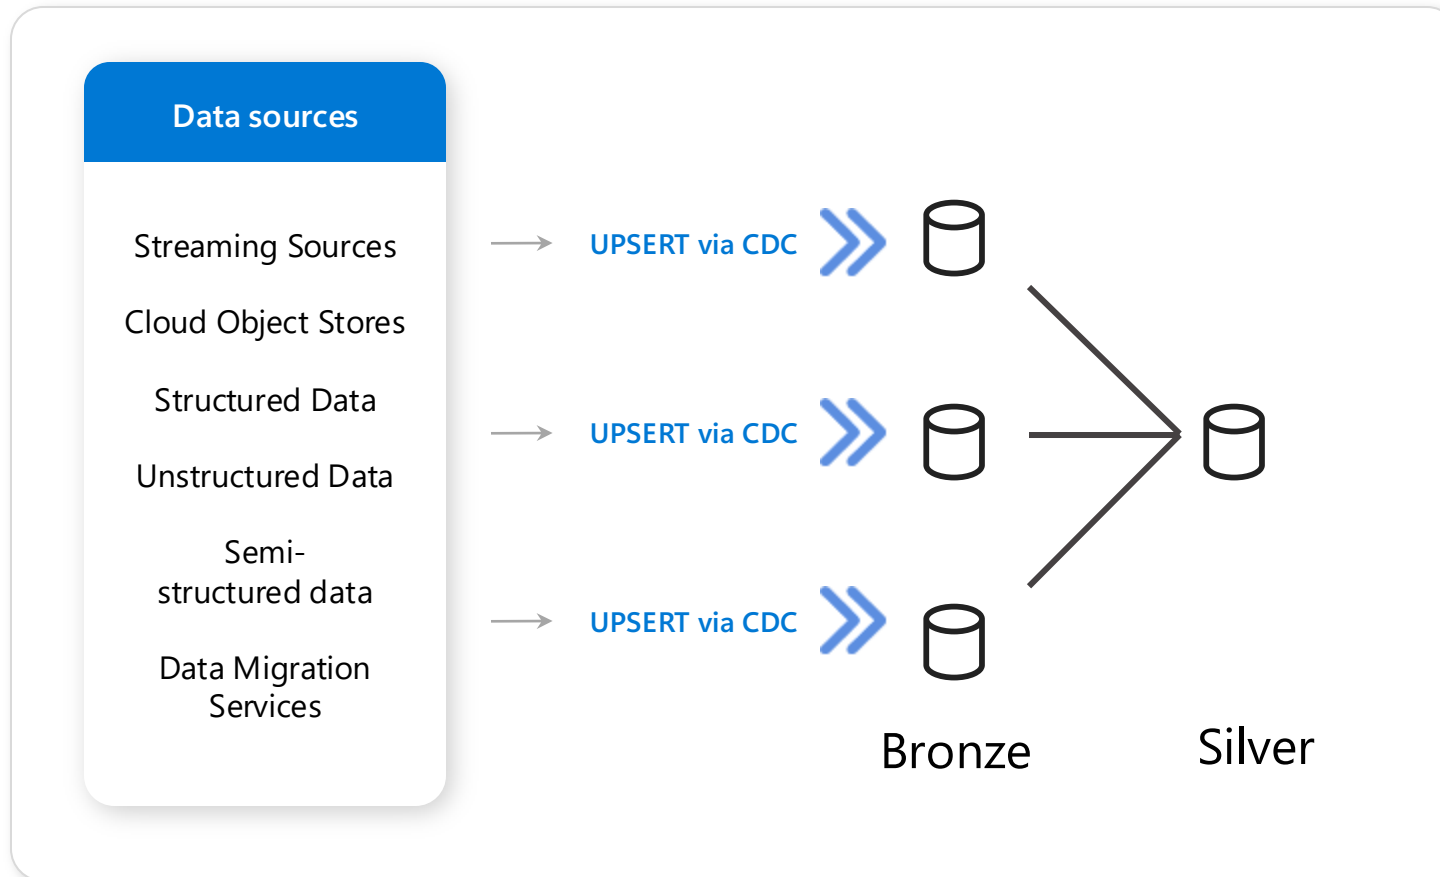 Data sources
Streaming Sources
Cloud Object Stores
Structured Data
Unstructured Data
Semi-
structured data
Data Migration
Services
UPSERT via CDC
UPSERT via CDC
UPSERT via CDC
Bronze
Silver